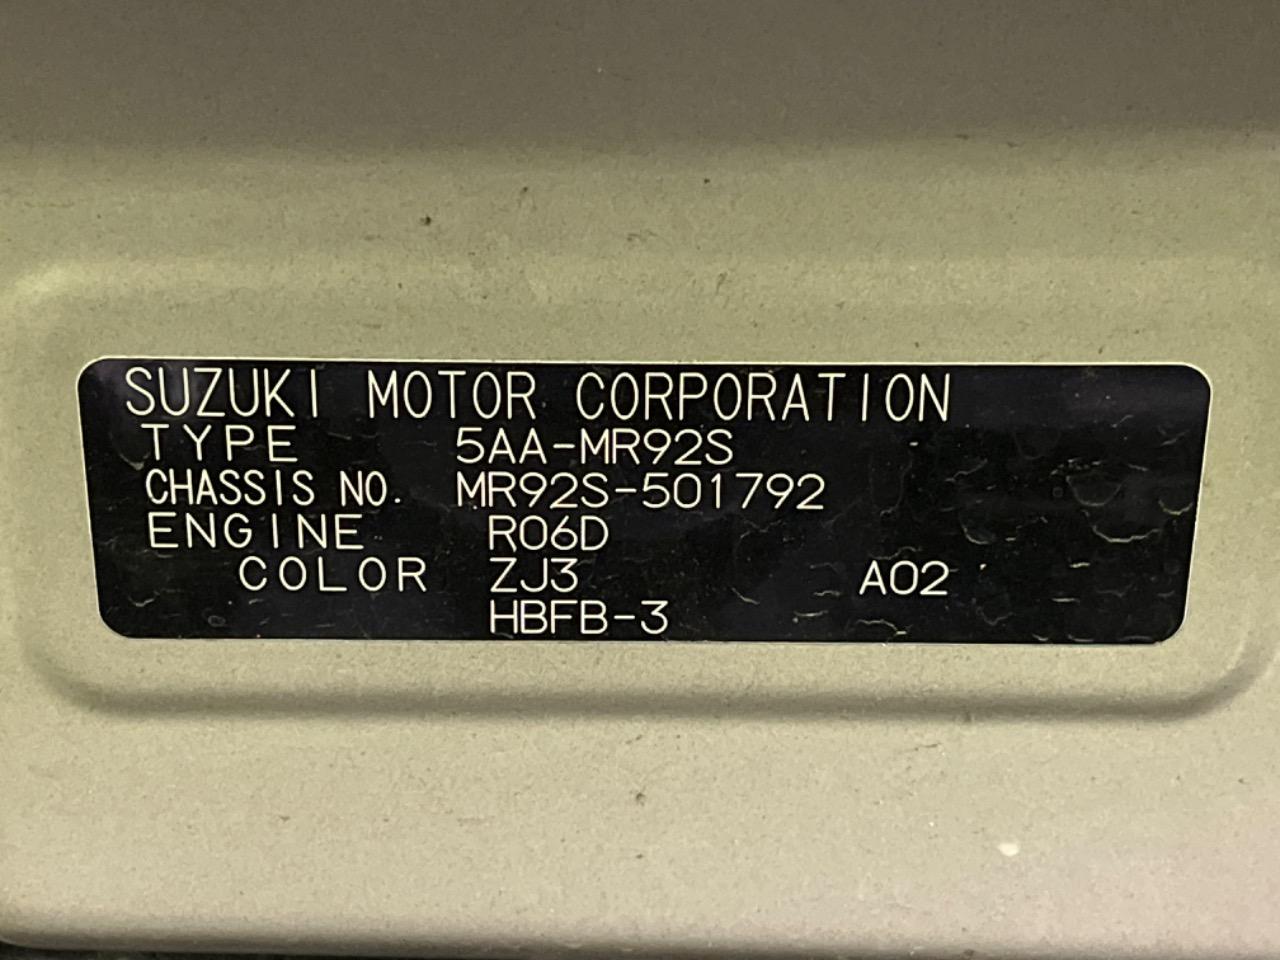 SUZUKI MOTOR CORPORATION
TYPE 5AA-MR92S
CHASSIS NO. MR92S-501792
ENGINE R06D
COLOR ZJ3 A02
HBFB-3